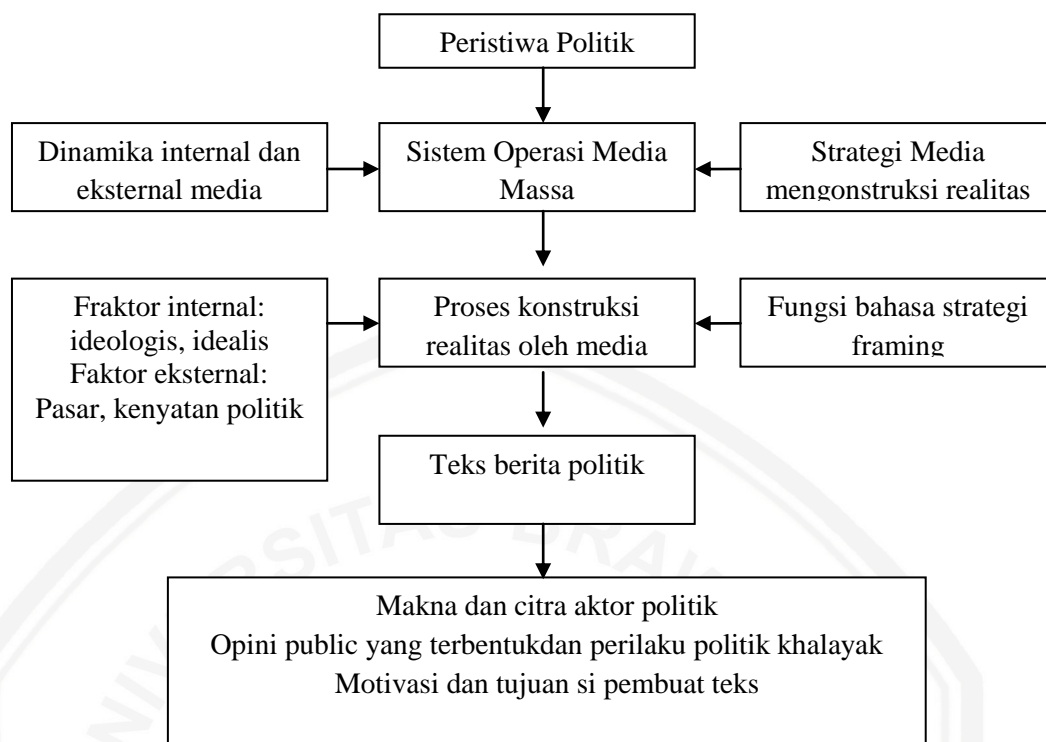 Peristiwa Politik
Dinamika internal dan
eksternal media
Sistem Operasi Media
Massa
Strategi Media
mengonstruksi realitas
Fraktor internal:
ideologis, idealis
Faktor eksternal:
Pasar, kenyatan politik
Proses konstruksi
realitas oleh media
Fungsi bahasa strategi
framing
Teks berita politik
Makna dan citra aktor politik
Opini public yang terbentukdan perilaku politik khalayak
Motivasi dan tujuan si pembuat teks